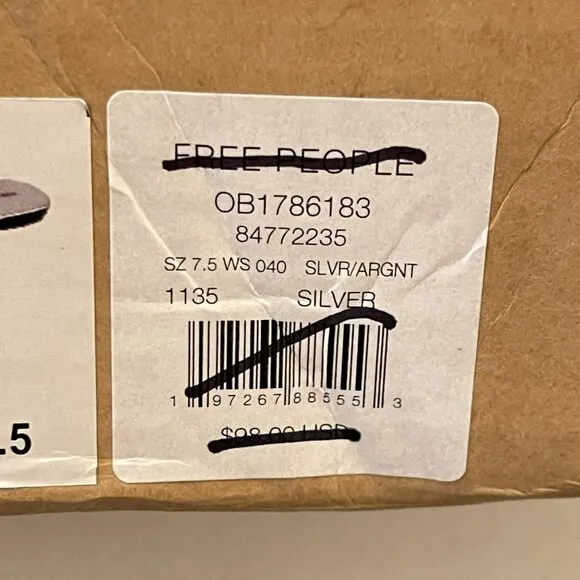 FREE PEOPLE
OB1786183
84772235
SZ 7.5 WS 040 SLVR/ARGNT
1135 SILVER
1 97267 88555 3
$98.00 USD
.5